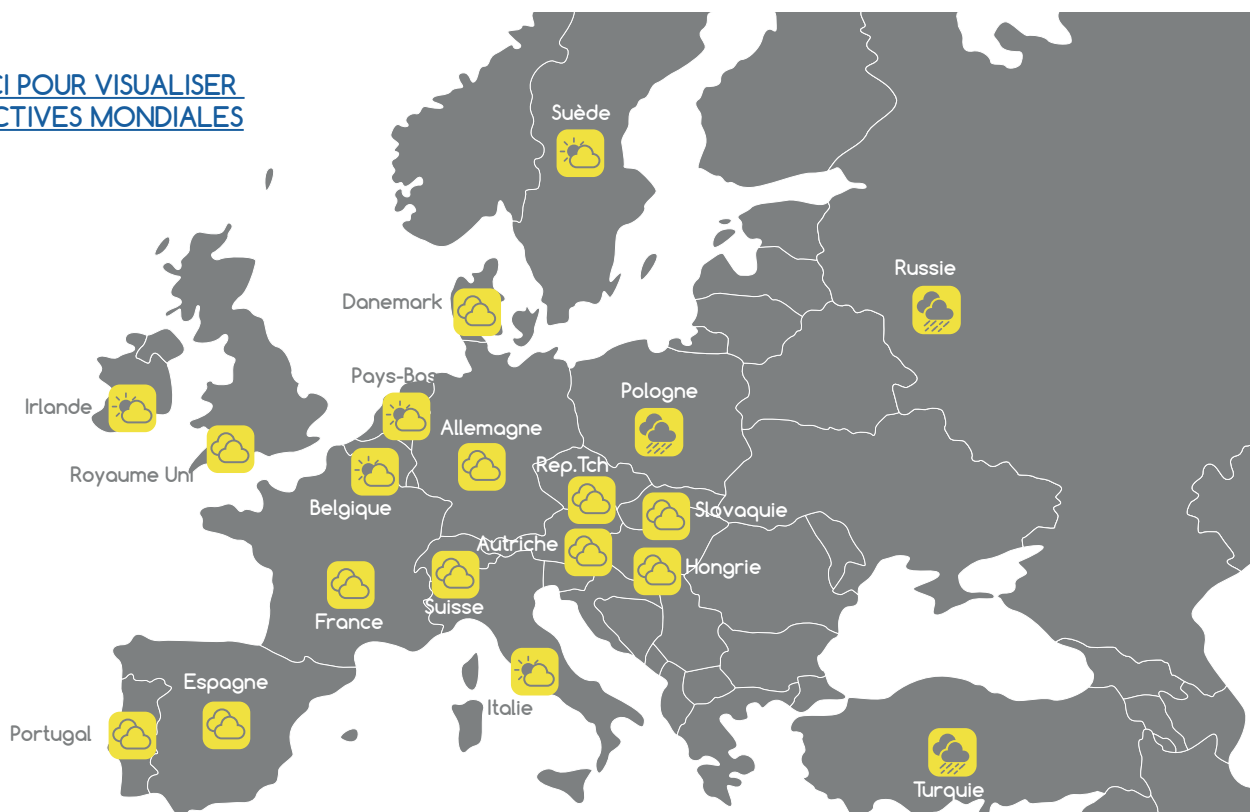 CI POUR VISUALISER
CTIVES MONDIALES
Suède
Russie
Danemark
Pays-Bas
Pologne
Irlande
Allemagne
Rep.Tch
Royaume Uni
Belgique
Slovaquie
Autriche
Hongrie
Suisse
France
Espagne
Italie
Portugal
Turquie